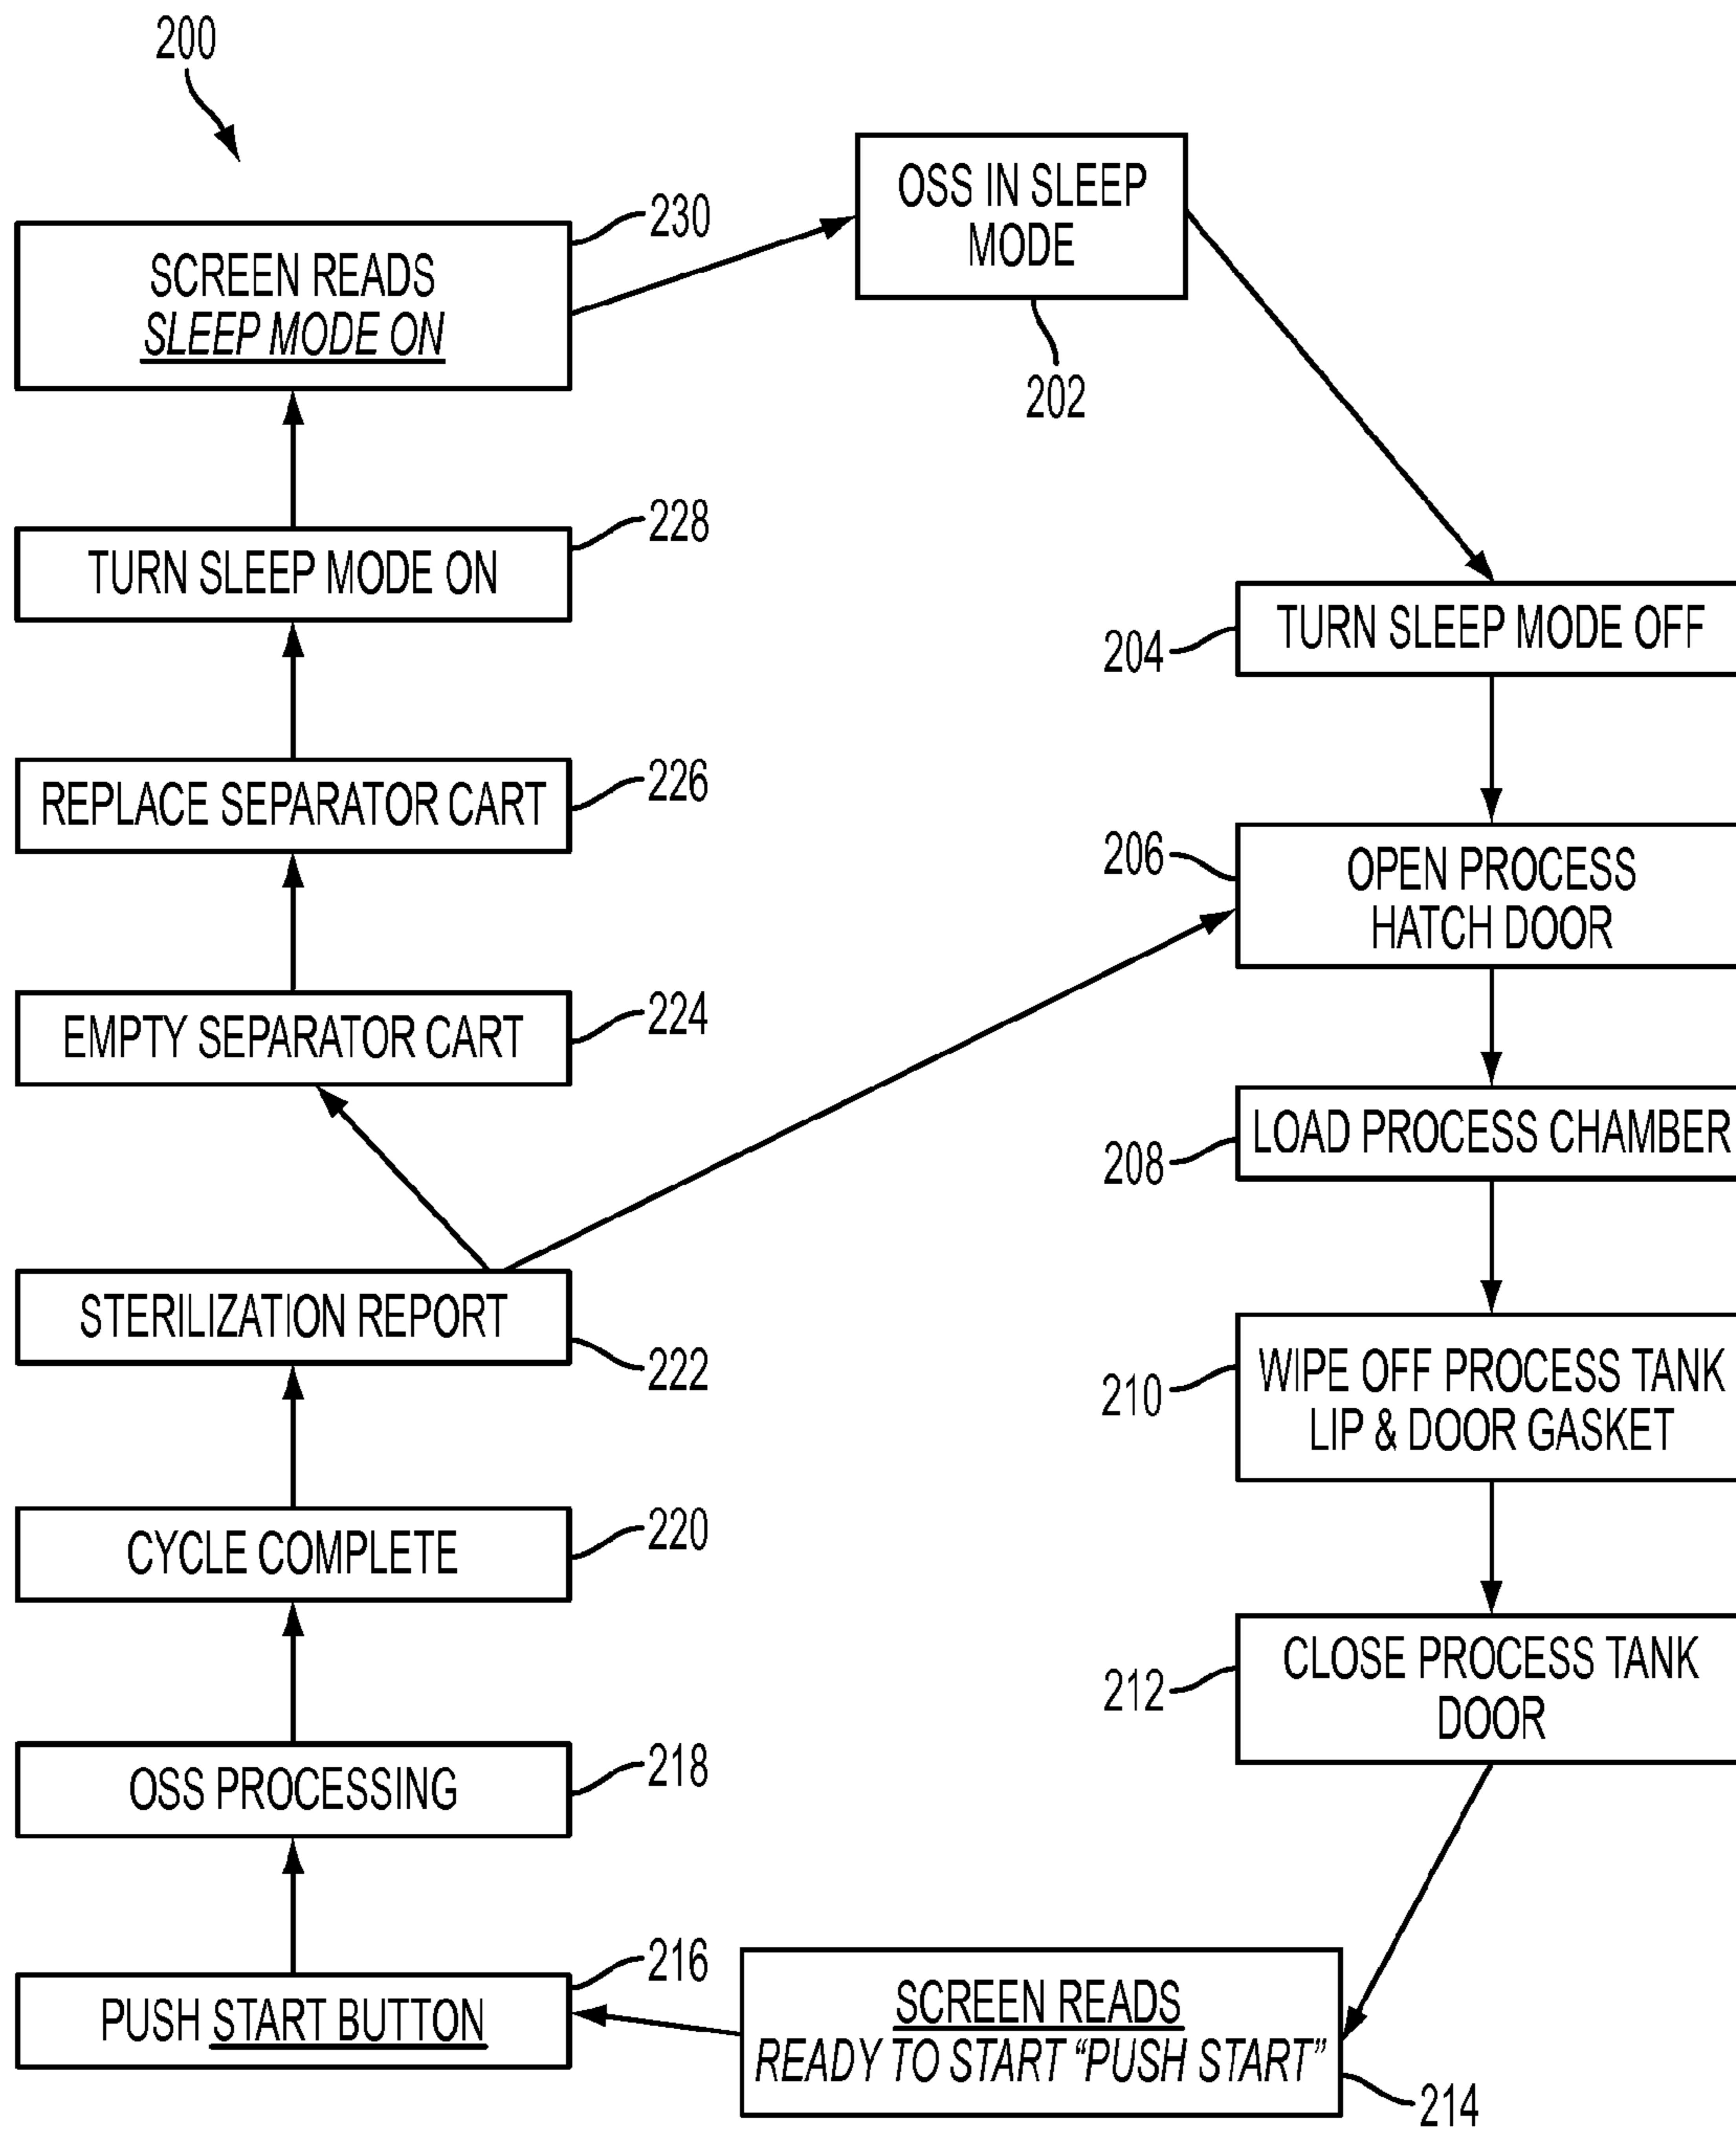 200
230
SCREEN READS
SLEEP MODE ON
OSS IN SLEEP
MODE
202
228
TURN SLEEP MODE ON
204
TURN SLEEP MODE OFF
226
REPLACE SEPARATOR CART
206
OPEN PROCESS
HATCH DOOR
224
EMPTY SEPARATOR CART
208
LOAD PROCESS CHAMBER
STERILIZATION REPORT
222
210
WIPE OFF PROCESS TANK
LIP & DOOR GASKET
220
CYCLE COMPLETE
212
CLOSE PROCESS TANK
DOOR
218
OSS PROCESSING
216
PUSH START BUTTON
SCREEN READS
READY TO START “PUSH START”
214